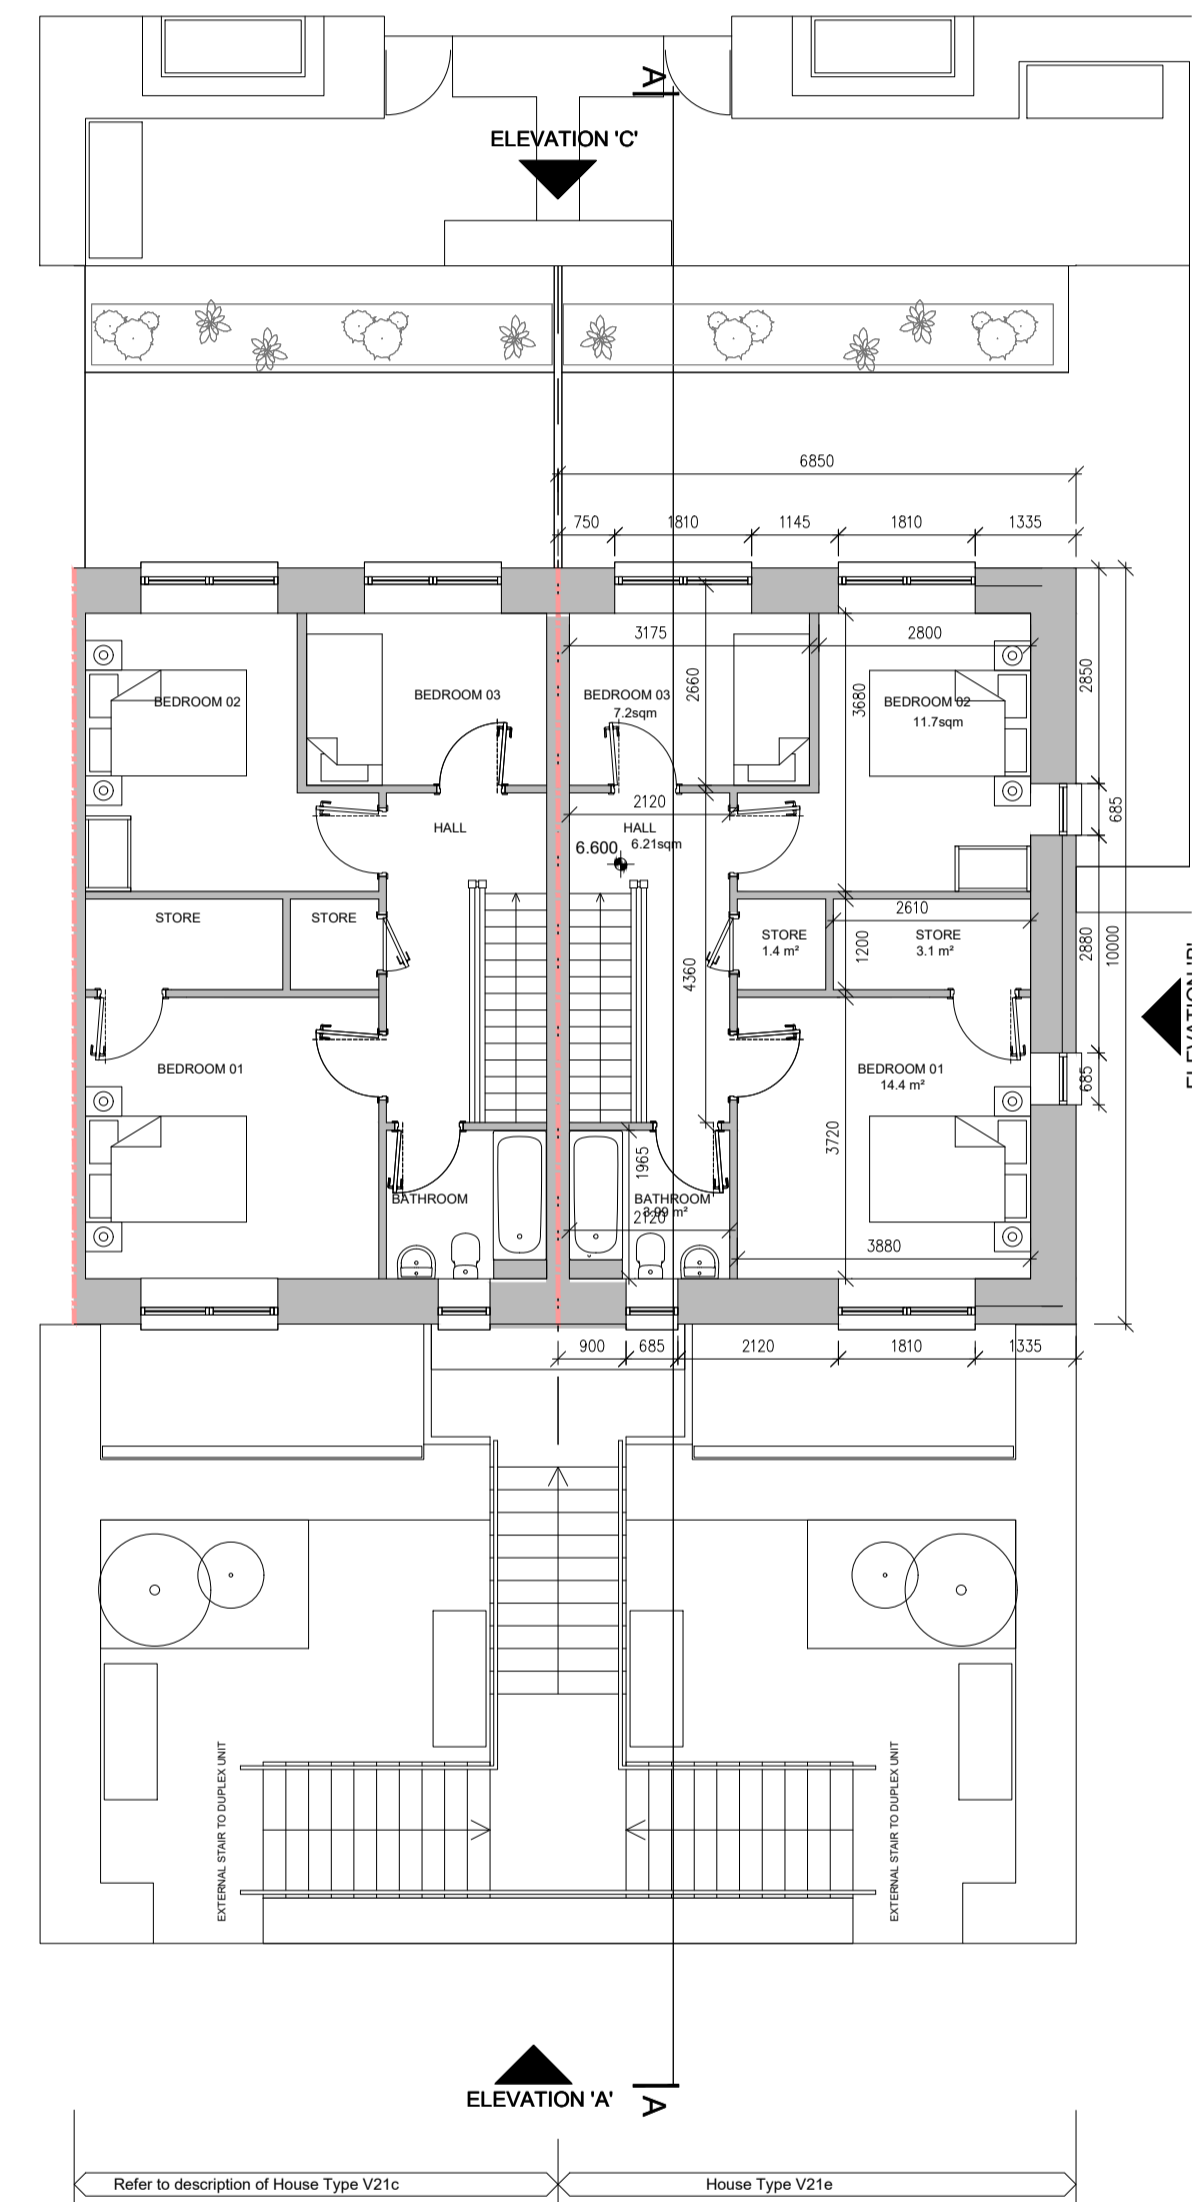 A
ELEVATION 'C'
6850
750
1810
1145
1810
1335
3175
2800
2850
2660
3680
BEDROOM 02
BEDROOM 03
BEDROOM 03
7.2sqm
BEDROOM 02
11.7sqm
2120
685
HALL
HALL
6.21sqm
6.600
STORE
STORE
2610
STORE
1.4 m²
1200
STORE
3.1 m²
2880
10000
4360
BEDROOM 01
BEDROOM 01
14.4 m²
685
3720
1965
BATHROOM
BATHROOM
3.99 m²
2120
3880
900
685
2120
1810
1335
EXTERNAL STAIR TO DUPLEX UNIT
EXTERNAL STAIR TO DUPLEX UNIT
ELEVATION 'A'
A
Refer to description of House Type V21c
House Type V21e